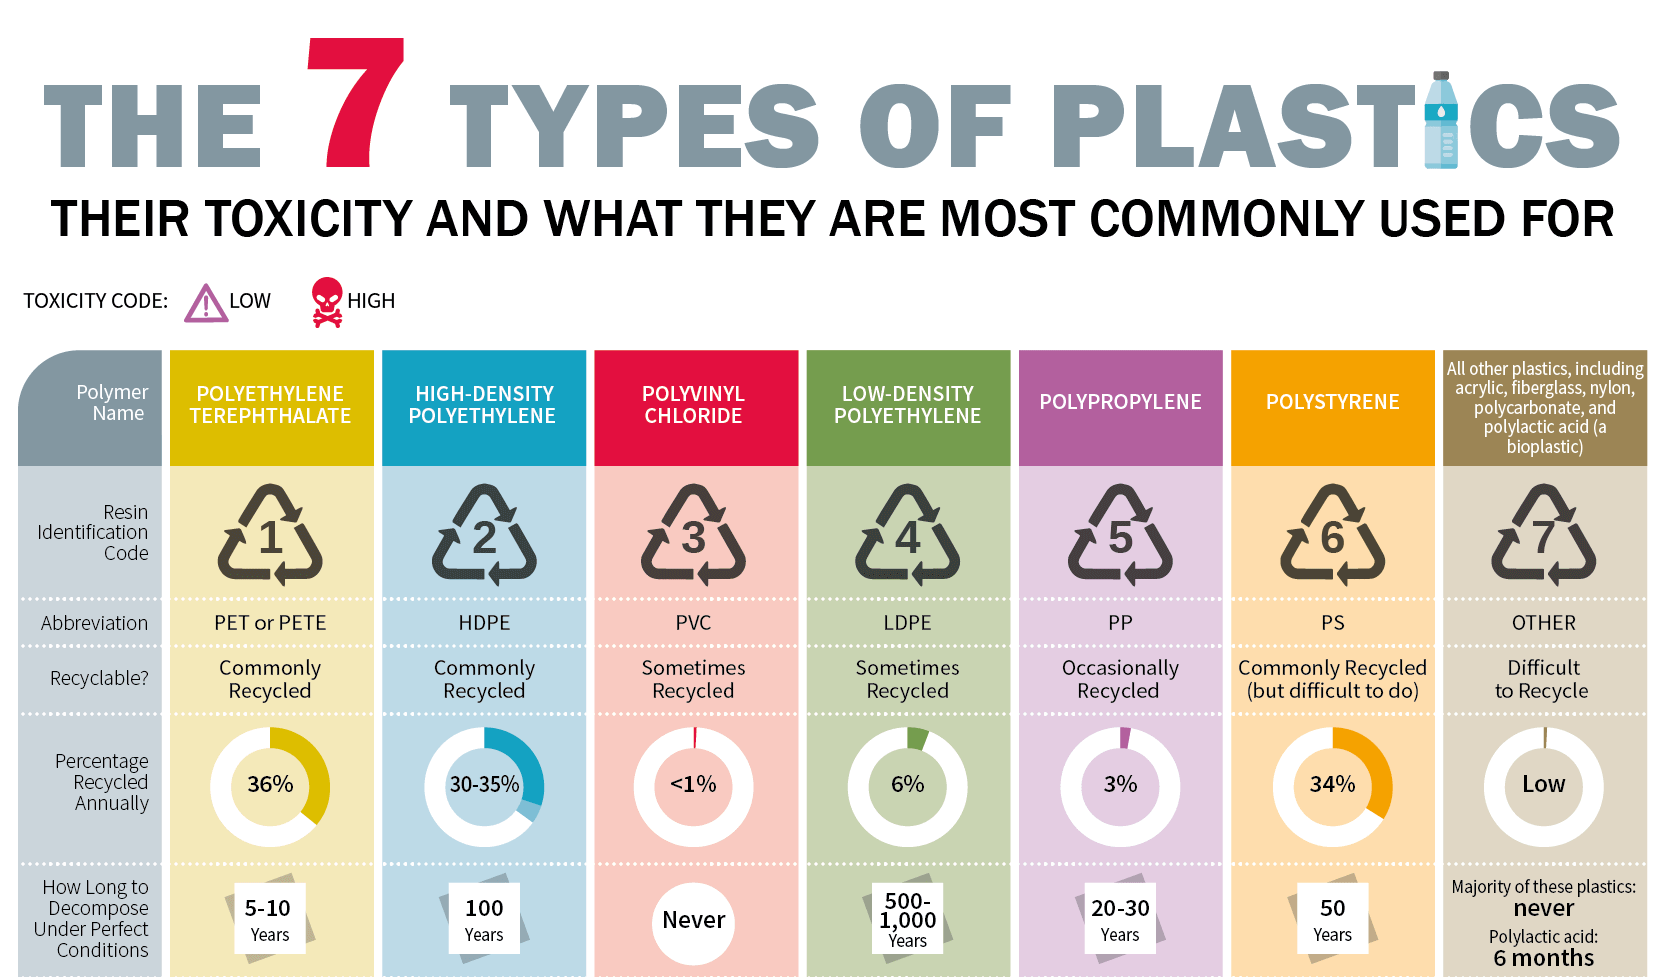 THE 7 TYPES OF PLASTICS
THEIR TOXICITY AND WHAT THEY ARE MOST COMMONLY USED FOR
TOXICITY CODE: LOW HIGH
Polymer
Name
POLYETHYLENE
TEREPHTHALATE
HIGH-DENSITY
POLYETHYLENE
POLYVINYL
CHLORIDE
LOW-DENSITY
POLYETHYLENE
POLYPROPYLENE
POLYSTYRENE
All other plastics, including
acrylic, fiberglass, nylon,
polycarbonate, and
polylactic acid (a
bioplastic)
Resin
Identification
Code
1
2
3
4
5
6
7
Abbreviation
PET or PETE
HDPE
PVC
LDPE
PP
PS
OTHER
Recyclable?
Commonly
Recycled
Commonly
Recycled
Sometimes
Recycled
Sometimes
Recycled
Occasionally
Recycled
Commonly Recycled
(but difficult to do)
Difficult
to Recycle
Percentage
Recycled
Annually
36%
30-35%
<1%
6%
3%
34%
Low
How Long to
Decompose
Under Perfect
Conditions
5-10
Years
100
Years
Never
500-
1,000
Years
20-30
Years
50
Years
Majority of these plastics:
never
Polylactic acid:
6 months